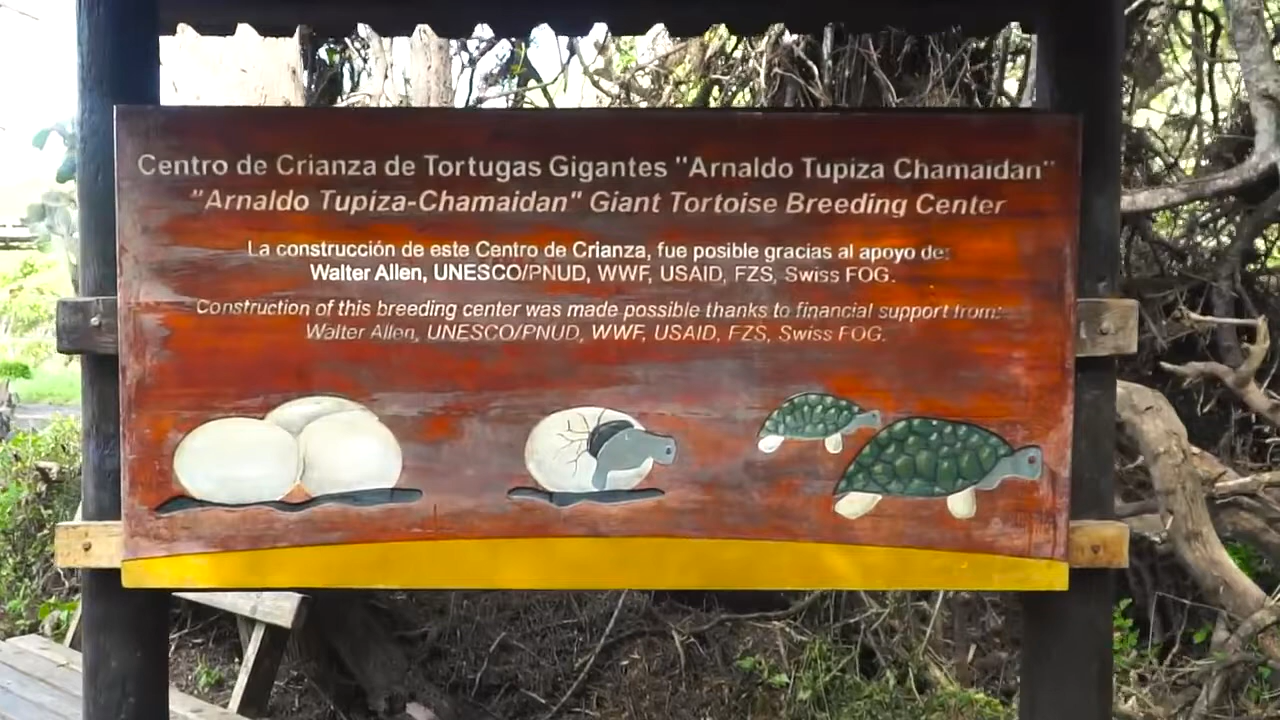 Centro de Crianza de Tortugas Gigantes "Arnaldo Tupiza Chamaidan"
"Arnaldo Tupiza-Chamaidan" Giant Tortoise Breeding Center
La construcción de este Centro de Crianza, fue posible gracias al apoyo de:
Walter Allen, UNESCO/PNUD, WWF, USAID, FZS, Swiss FOG.
Construction of this breeding center was made possible thanks to financial support from:
Walter Allen, UNESCO/PNUD, WWF, USAID, FZS, Swiss FOG.